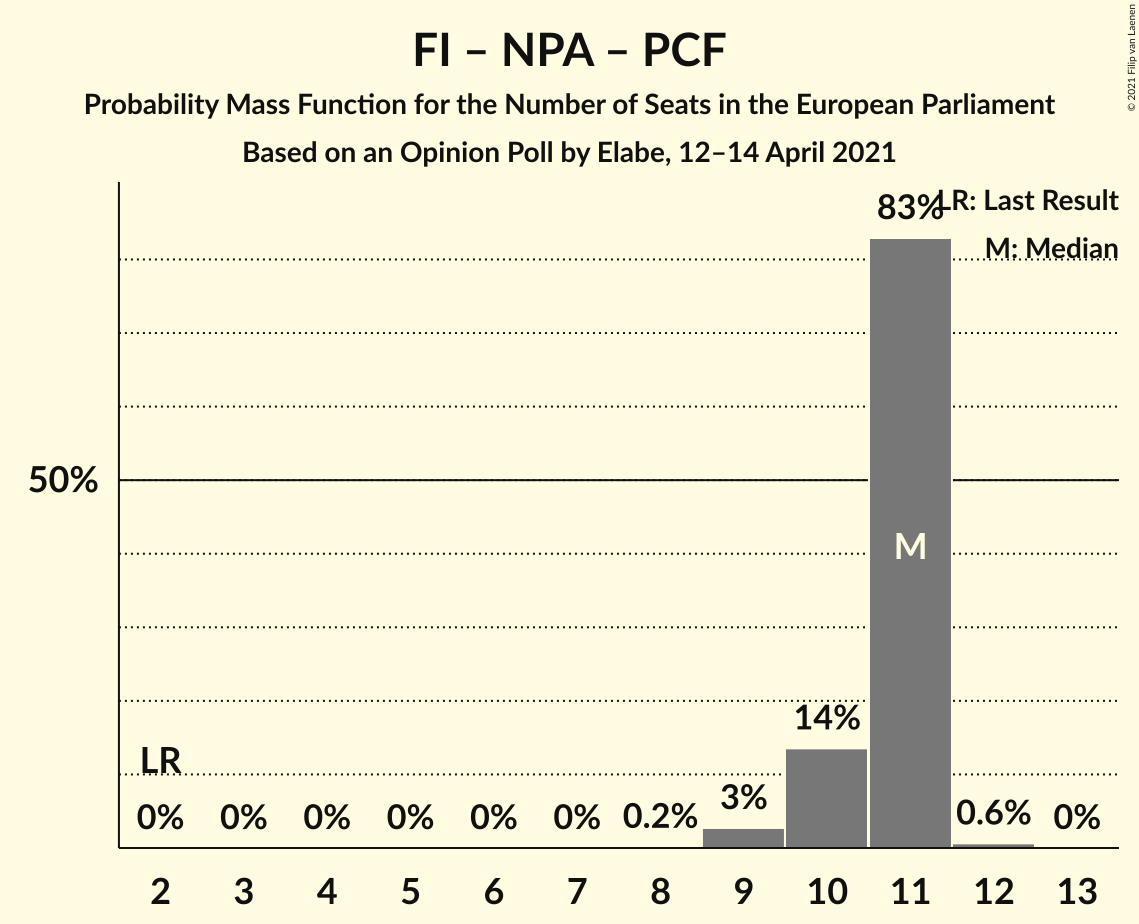 FI – NPA – PCF
Probability Mass Function for the Number of Seats in the European Parliament
Based on an Opinion Poll by Elabe, 12–14 April 2021
© 2021 Filip van Laenen
LR: Last Result
M: Median
83%
50%
M
14%
LR
0% 0% 0% 0% 0% 0% 0.2% 3% 0.6% 0%
2 3 4 5 6 7 8 9 10 11 12 13